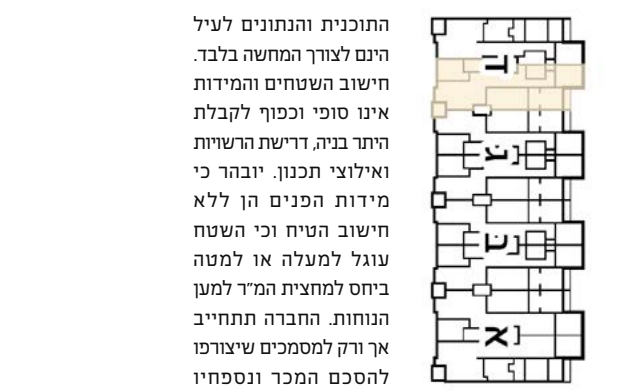 התוכנית והנתונים לעיל
הינם לצורך המחשה בלבד.
חישוב השטחים והמידות
אינו סופי וכפוף לקבלת
היתר בניה, דרישת הרשויות
ואילוצי תכנון. יובהר כי
מידות הפנים הן ללא
חישוב הטיח וכי השטח
עוגל למעלה או למטה
ביחס למחצית המ״ר למען
הנוחות. החברה תתחייב
אך ורק למסמכים שיצורפו
להסכם המכר ונספחיו
ד
ג
ב
א